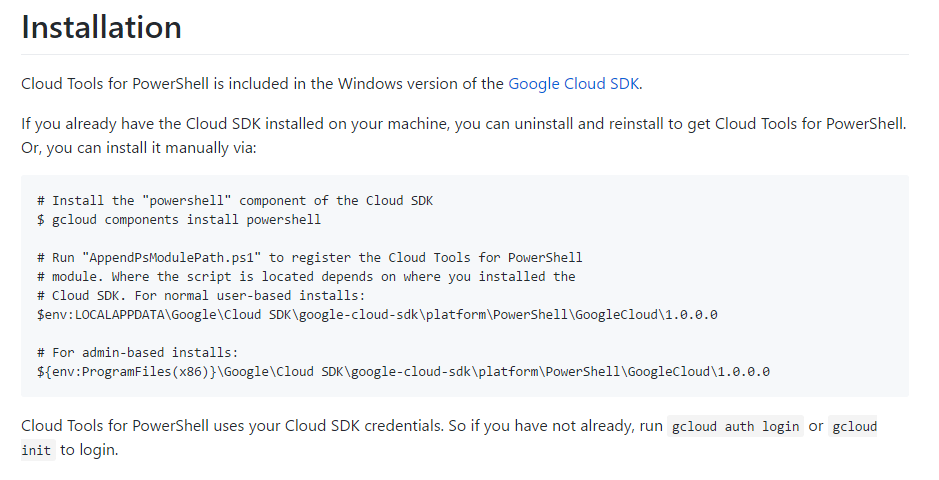 Installation
Cloud Tools for PowerShell is included in the Windows version of the Google Cloud SDK.
If you already have the Cloud SDK installed on your machine, you can uninstall and reinstall to get Cloud Tools for PowerShell.
Or, you can install it manually via:
# Install the "powershell" component of the Cloud SDK
$ gcloud components install powershell
# Run "AppendPsModulePath.ps1" to register the Cloud Tools for PowerShell
# module. Where the script is located depends on where you installed the
# Cloud SDK. For normal user-based installs:
$env:LOCALAPPDATA\Google\Cloud SDK\google-cloud-sdk\platform\PowerShell\GoogleCloud\1.0.0.0
# For admin-based installs:
${env:ProgramFiles(x86)}\Google\Cloud SDK\google-cloud-sdk\platform\PowerShell\GoogleCloud\1.0.0.0
Cloud Tools for PowerShell uses your Cloud SDK credentials. So if you have not already, run gcloud auth login or gcloud
init to login.